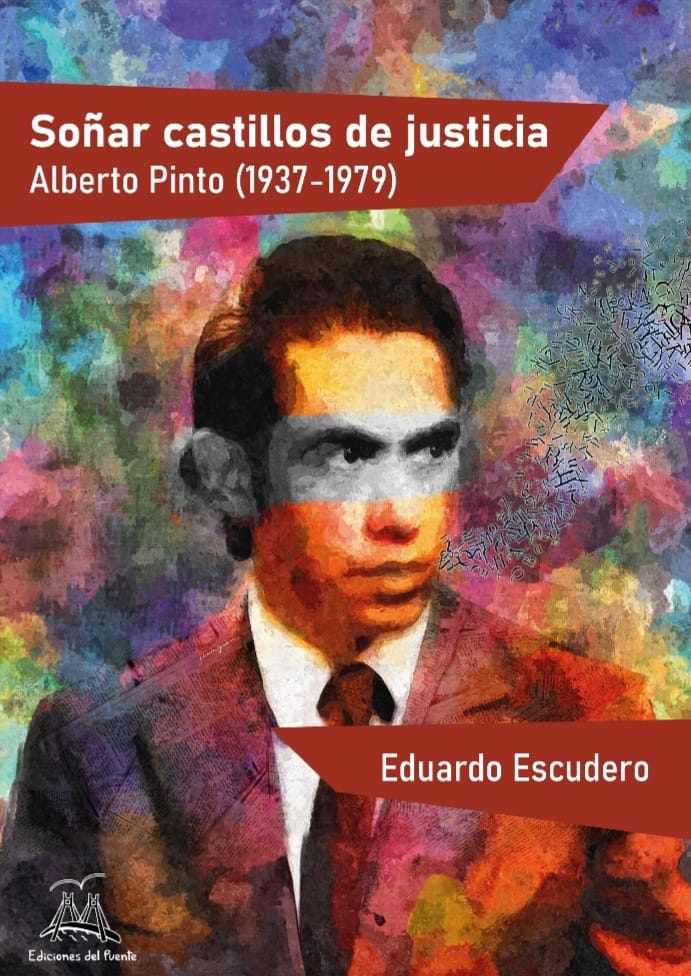 Soñar castillos de justicia
Alberto Pinto (1937-1979)
Eduardo Escudero
Ediciones del Puente